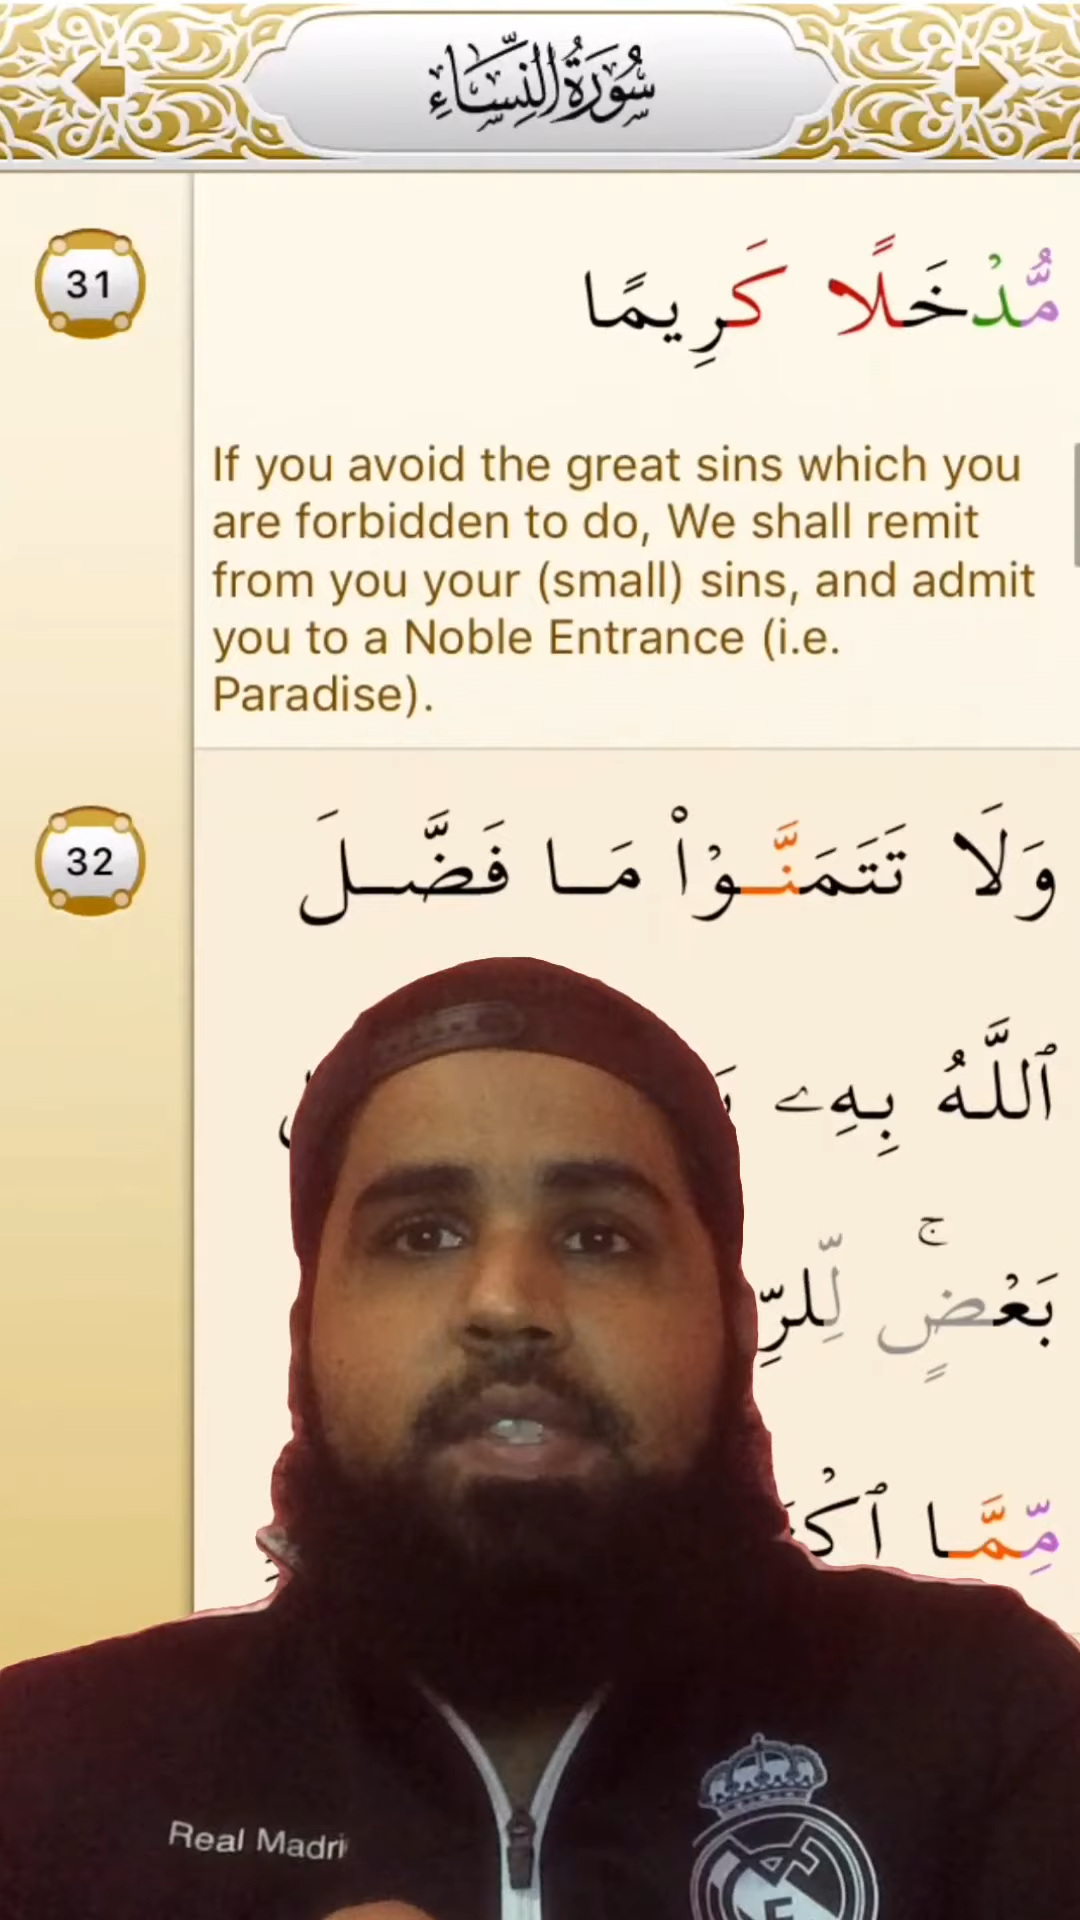 سُورَةُ النِّسَاءِ
31
مُّدْخَلًا كَرِيمًا
If you avoid the great sins which you
are forbidden to do, We shall remit
from you your (small) sins, and admit
you to a Noble Entrance (i.e.
Paradise).
32
وَلَا تَتَمَنَّوْا۟ مَا فَضَّلَ
ٱللَّهُ بِهِۦ
بَعْضٍ ۚ
مِّمَّا
Real Madri